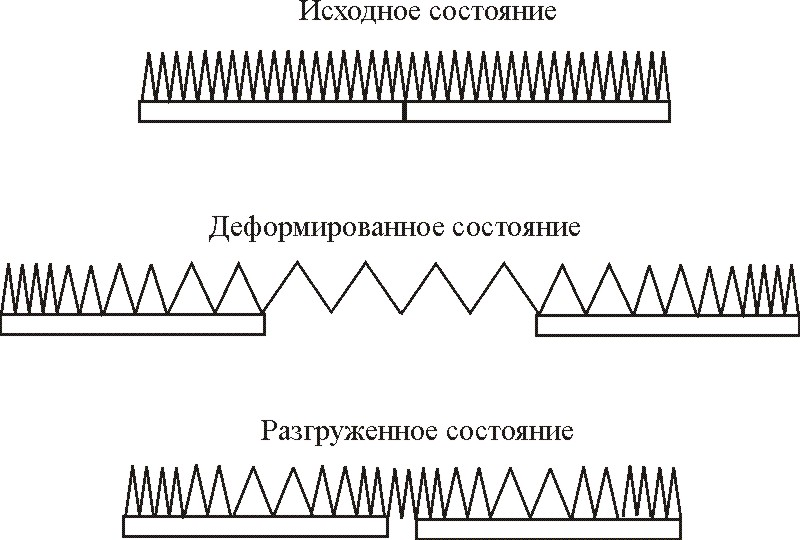 Исходное состояние
Деформированное состояние
Разгруженное состояние